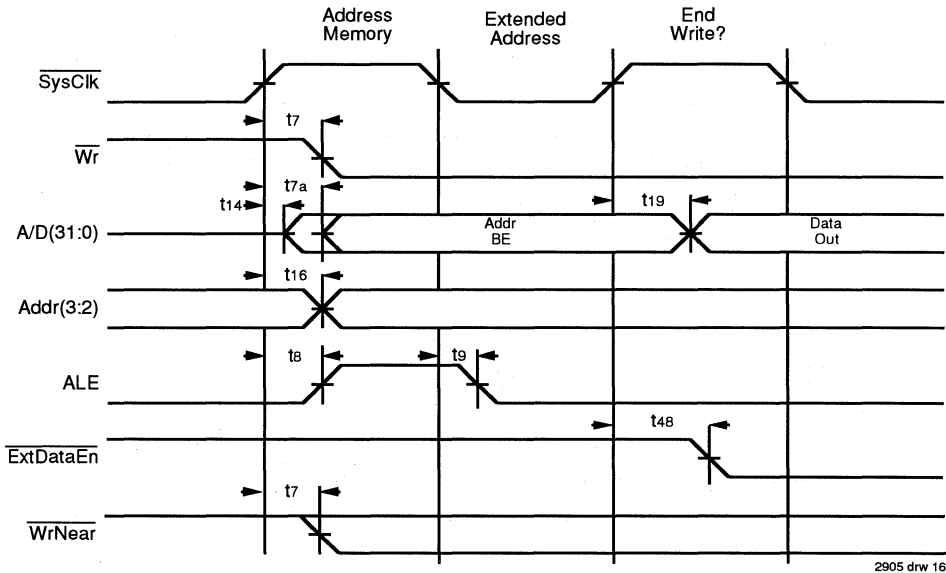 Address
Memory
Extended
Address
End
Write?
SysClk
t7
Wr
t7a
t14
t19
A/D(31:0)
Addr
BE
Data
Out
t16
Addr(3:2)
t8
t9
ALE
t48
ExtDataEn
t7
WrNear
2905 drw 16